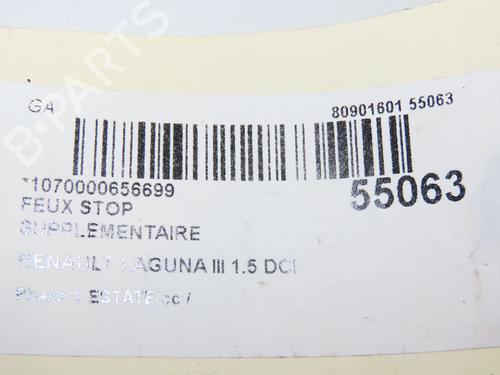 GA
80901601 55063
*1070000656699
55063
FEUX STOP
SUPPLEMENTAIRE
RENAULT LAGUNA III 1.5 DCI
Phase 1 ESTATE cc /
B-PARTS